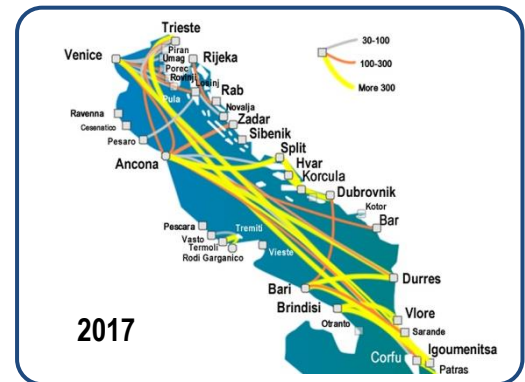 Trieste
Piran
Umag
Porec
Rovinj
Pula
Venice
Rijeka
Losinj
Rab
Novalja
Zadar
Sibenik
Ravenna
Cesenatico
Pesaro
Ancona
Split
Hvar
Korcula
Dubrovnik
Kotor
Bar
Pescara
Vasto
Termoli
Rodi Garganico
Tremiti
Vieste
Bari
Brindisi
Otranto
Durres
Vlore
Sarande
Igoumenitsa
Corfu
Patras
30-100
100-300
More 300
2017